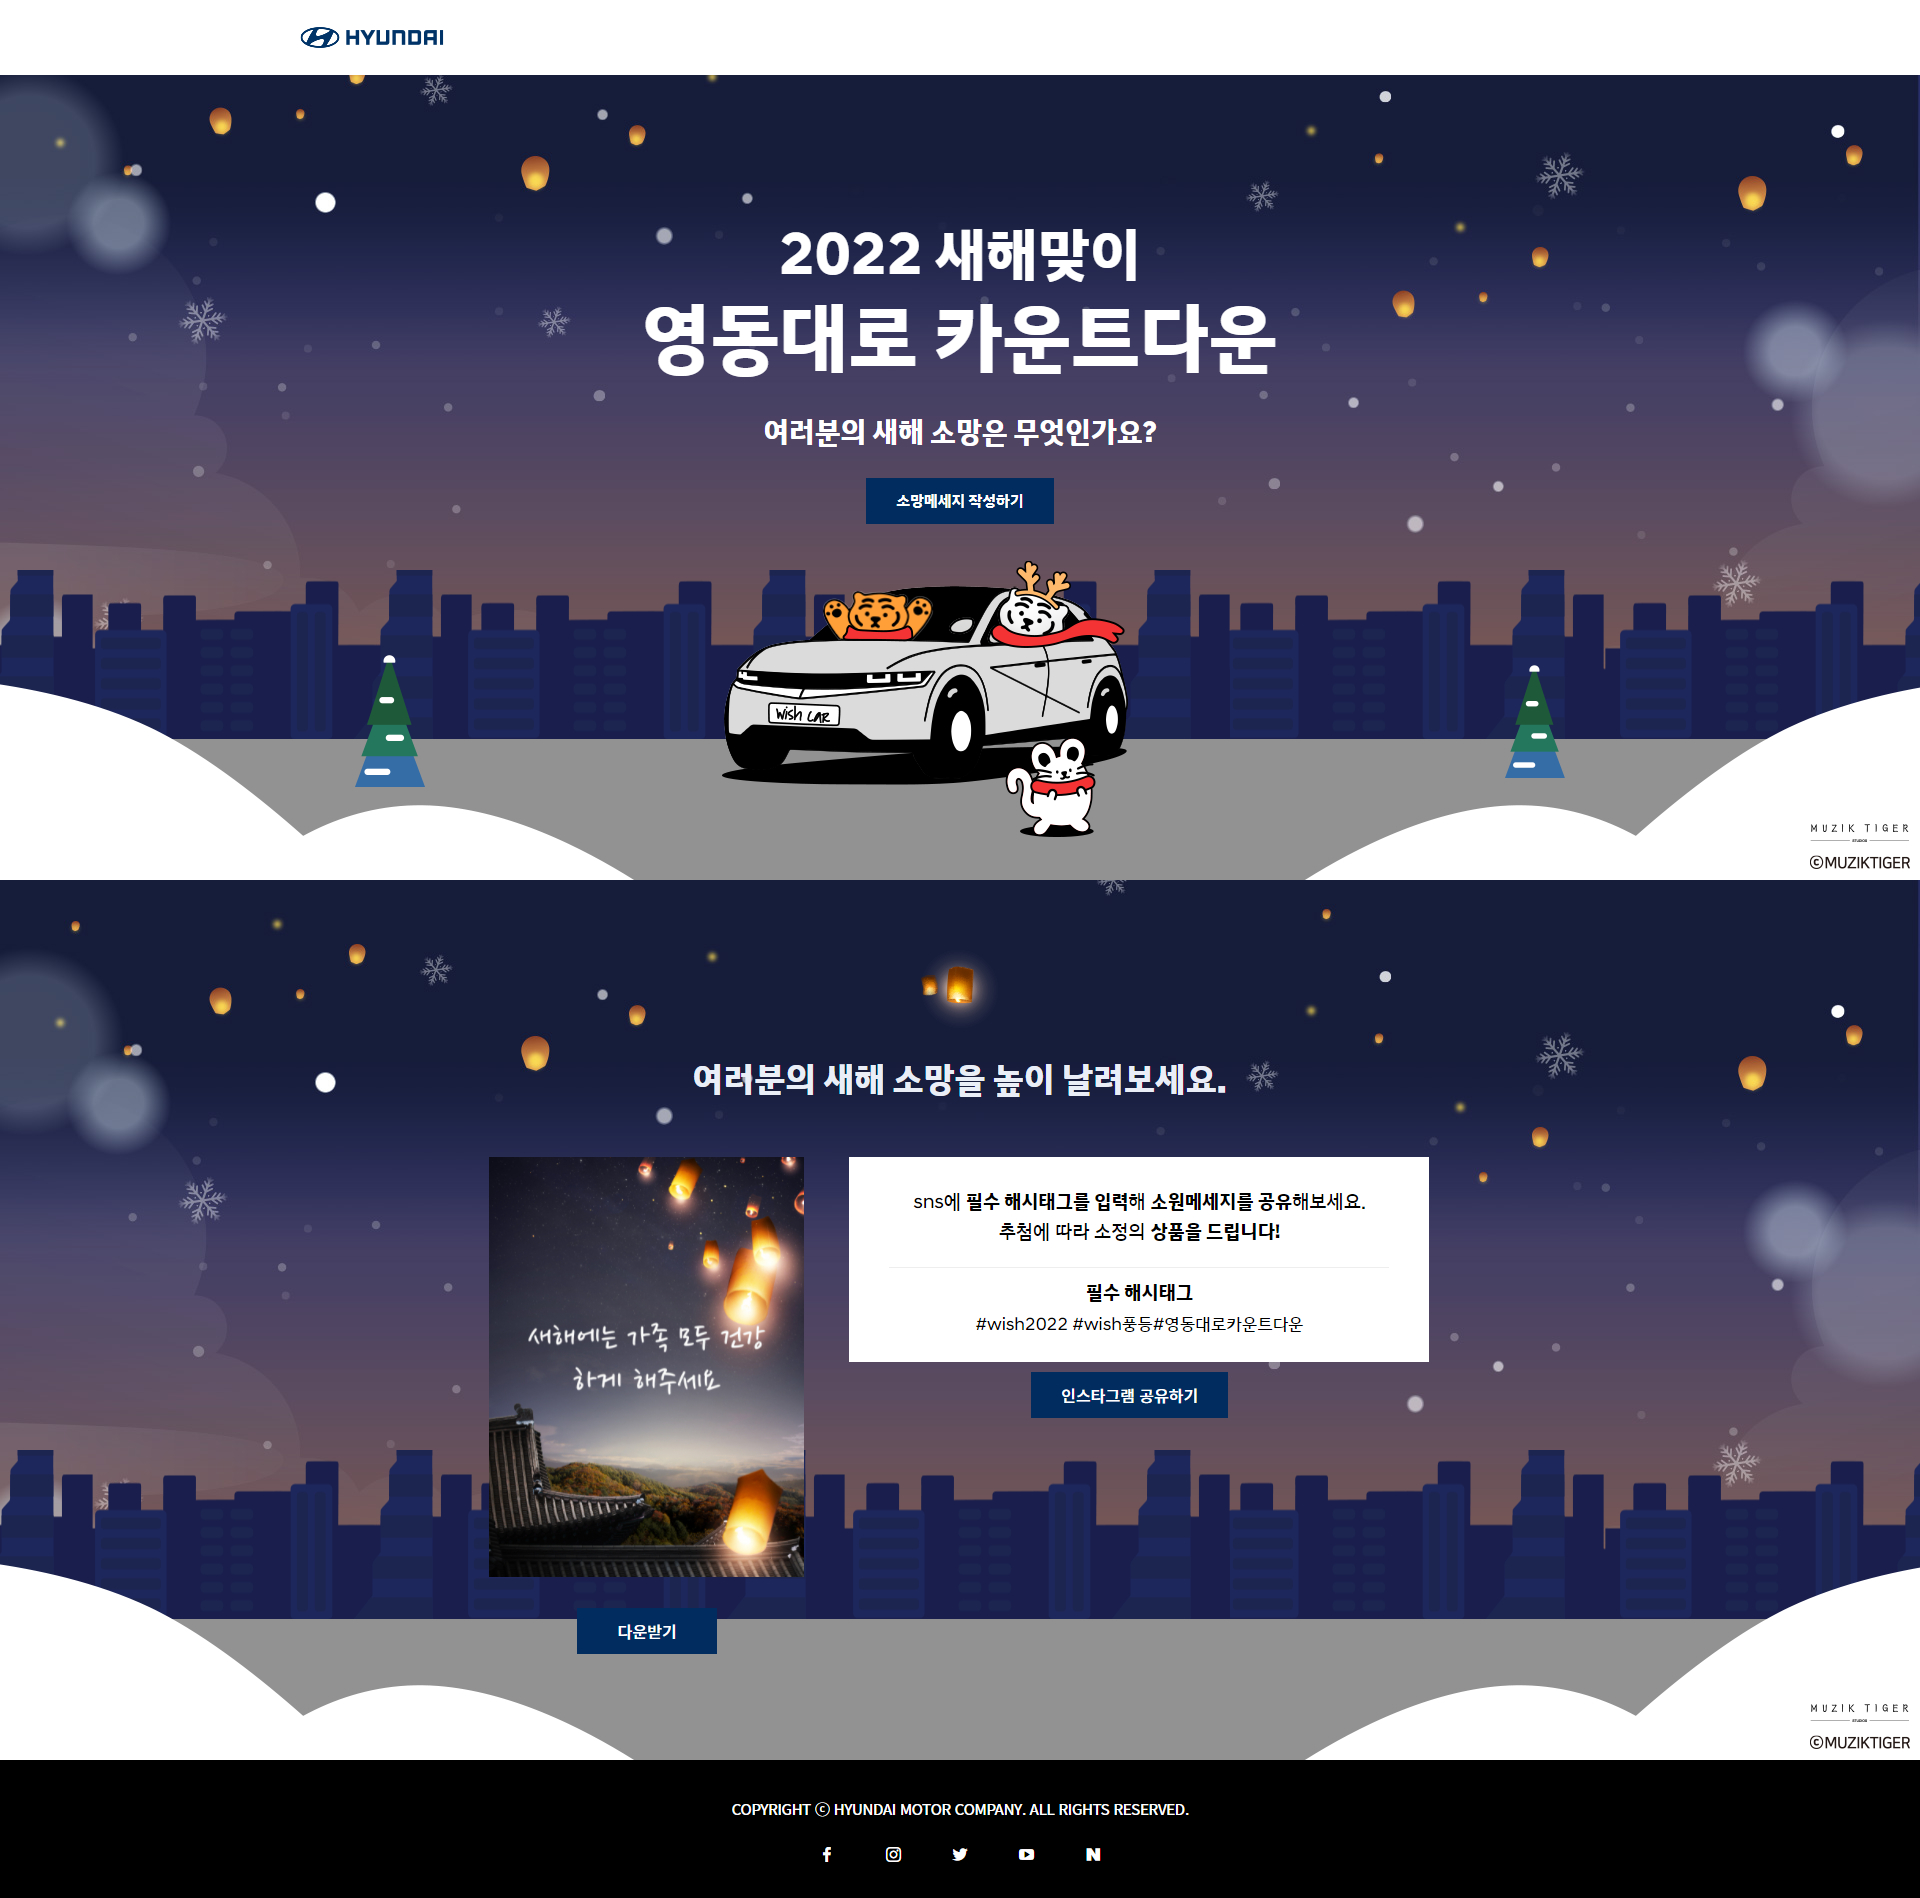 HYUNDAI
2022 새해맞이
영동대로 카운트다운
여러분의 새해 소망은 무엇인가요?
소망메세지 작성하기
wish car
MUZIK TIGER
STUDIOS
ⓒMUZIKTIGER
여러분의 새해 소망을 높이 날려보세요.
새해에는 가족 모두 건강
하게 해주세요
sns에 필수 해시태그를 입력해 소원메세지를 공유해보세요.
추첨에 따라 소정의 상품을 드립니다!
필수 해시태그
#wish2022 #wish풍등#영동대로카운트다운
인스타그램 공유하기
다운받기
MUZIK TIGER
STUDIOS
ⓒMUZIKTIGER
COPYRIGHT ⓒ HYUNDAI MOTOR COMPANY. ALL RIGHTS RESERVED.